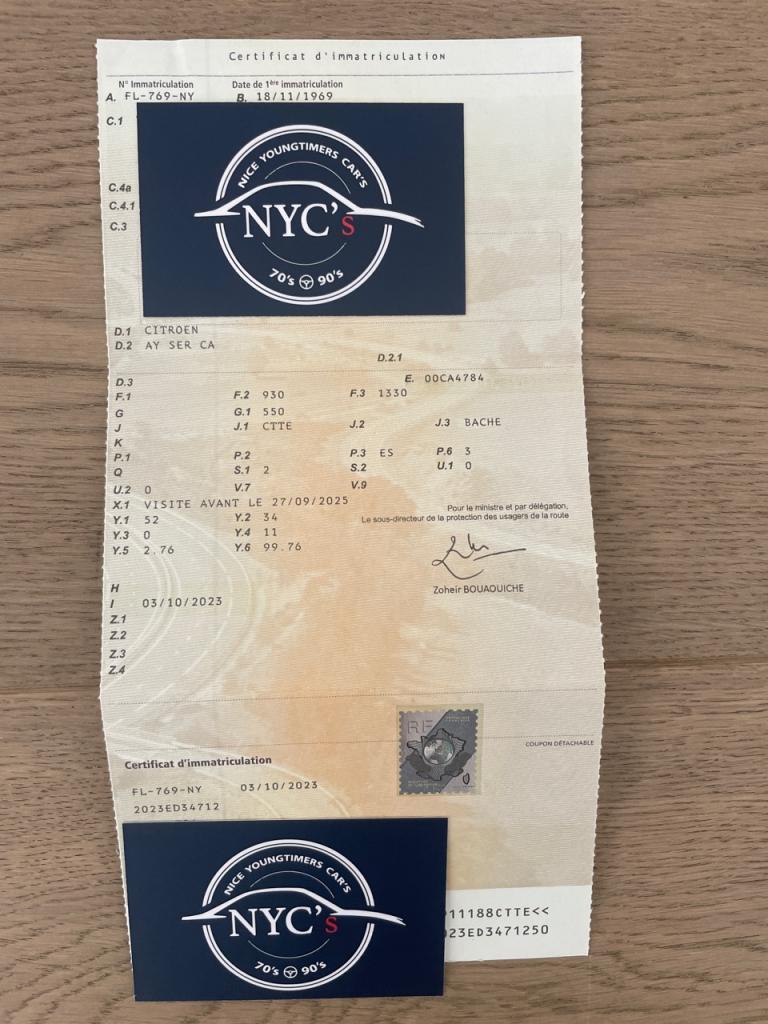 Certificat d'immatriculation
N° Immatriculation Date de 1ère immatriculation
A. FL-769-NY B. 18/11/1969
C.1
NICE YOUNGTIMERS CAR'S
NYC's
70's 90's
C.4a
C.4.1
C.3
D.1 CITROEN
D.2 AY SER CA
D.2.1
D.3 E. 00CA4784
F.1 F.2 930 F.3 1330
G G.1 550
J J.1 CTTE J.2 J.3 BACHE
K
P.1 P.2 P.3 ES P.6 3
Q S.1 2 S.2 U.1 0
U.2 0 V.7 V.9
X.1 VISITE AVANT LE 27/09/2025
Pour le ministre et par délégation,
Le sous-directeur de la protection des usagers de la route
Y.1 52 Y.2 34
Y.3 0 Y.4 11
Y.5 2.76 Y.6 99.76
Zoheir BOUAOUICHE
H
I 03/10/2023
Z.1
Z.2
Z.3
Z.4
RF
COUPON DÉTACHABLE
Certificat d'immatriculation
FL-769-NY 03/10/2023
2023ED34712
NICE YOUNGTIMERS CAR'S
NYC's
70's 90's
11188CTTE<<
23ED3471250